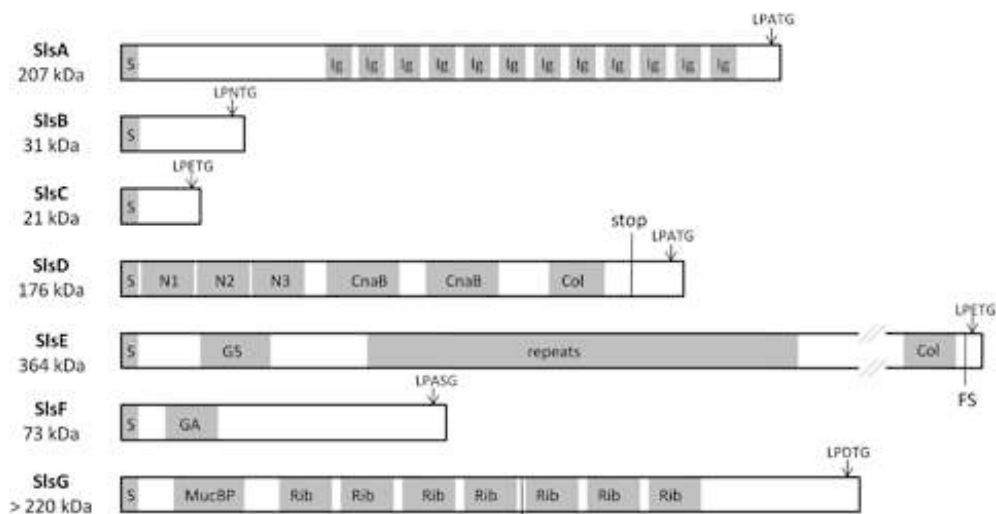 LPATG
SlsA
S Ig Ig Ig Ig Ig Ig Ig Ig Ig Ig Ig Ig
207 kDa
LPNTG
SlsB
S
31 kDa
LPETG
SlsC
S
21 kDa
stop
LPATG
SlsD
S N1 N2 N3 CnaB CnaB Col
176 kDa
LPETG
SlsE
S G5 repeats Col
364 kDa
FS
LPASG
SlsF
S GA
73 kDa
LPDTG
SlsG
S MucBP Rib Rib Rib Rib Rib Rib Rib
> 220 kDa